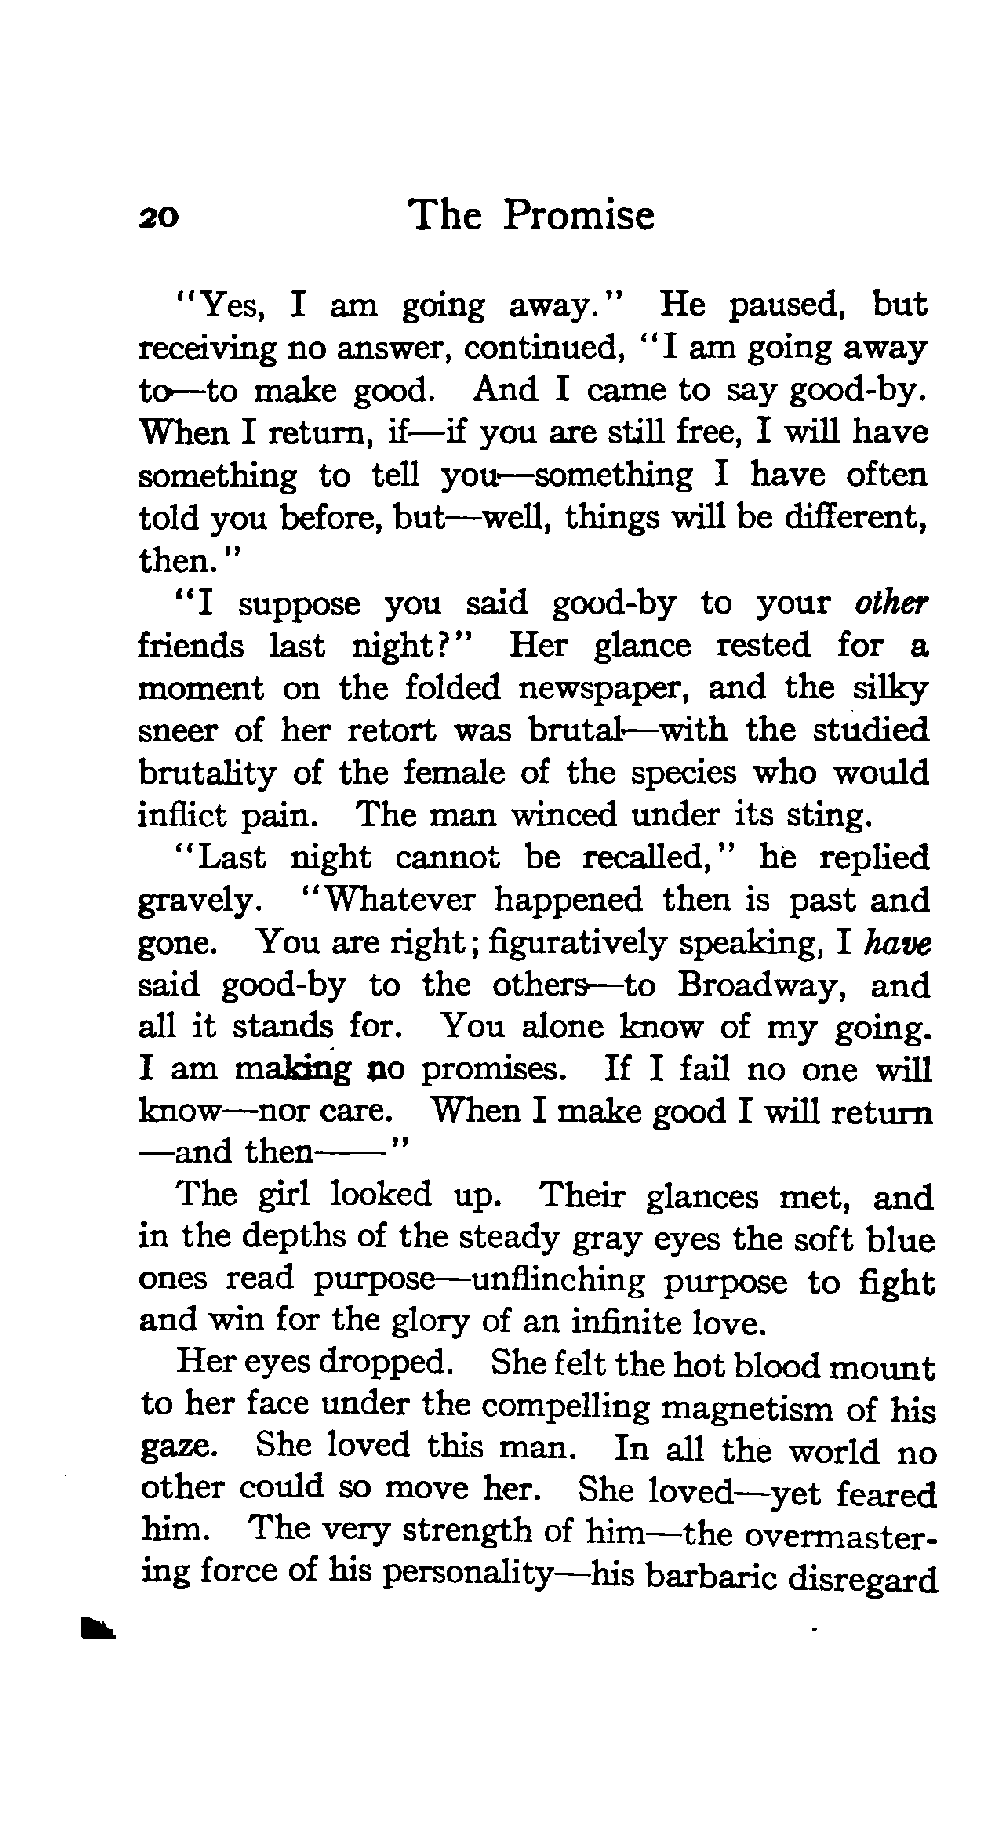 20 The Promise
"Yes, I am going away." He paused, but
receiving no answer, continued, "I am going away
to—to make good. And I came to say good-by.
When I return, if—if you are still free, I will have
something to tell you—something I have often
told you before, but—well, things will be different,
then."
"I suppose you said good-by to your other
friends last night?" Her glance rested for a
moment on the folded newspaper, and the silky
sneer of her retort was brutal—with the studied
brutality of the female of the species who would
inflict pain. The man winced under its sting.
"Last night cannot be recalled," he replied
gravely. "Whatever happened then is past and
gone. You are right; figuratively speaking, I have
said good-by to the others—to Broadway, and
all it stands for. You alone know of my going.
I am making no promises. If I fail no one will
know—nor care. When I make good I will return
—and then——"
The girl looked up. Their glances met, and
in the depths of the steady gray eyes the soft blue
ones read purpose—unflinching purpose to fight
and win for the glory of an infinite love.
Her eyes dropped. She felt the hot blood mount
to her face under the compelling magnetism of his
gaze. She loved this man. In all the world no
other could so move her. She loved—yet feared
him. The very strength of him—the overmaster-
ing force of his personality—his barbaric disregard